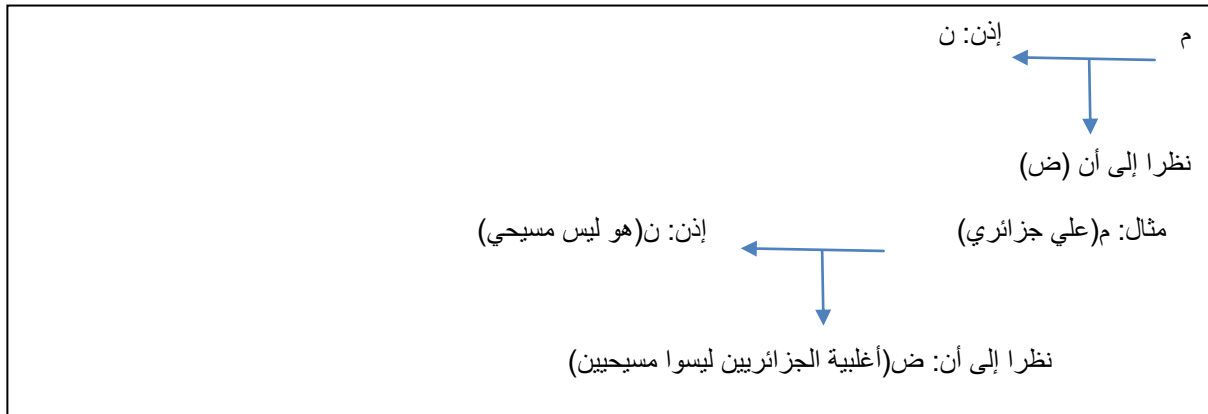 م إذن: ن
نظرا إلى أن (ض)
مثال: م(علي جزائري) إذن: ن(هو ليس مسيحي)
نظرا إلى أن: ض(أغلبية الجزائريين ليسوا مسيحيين)